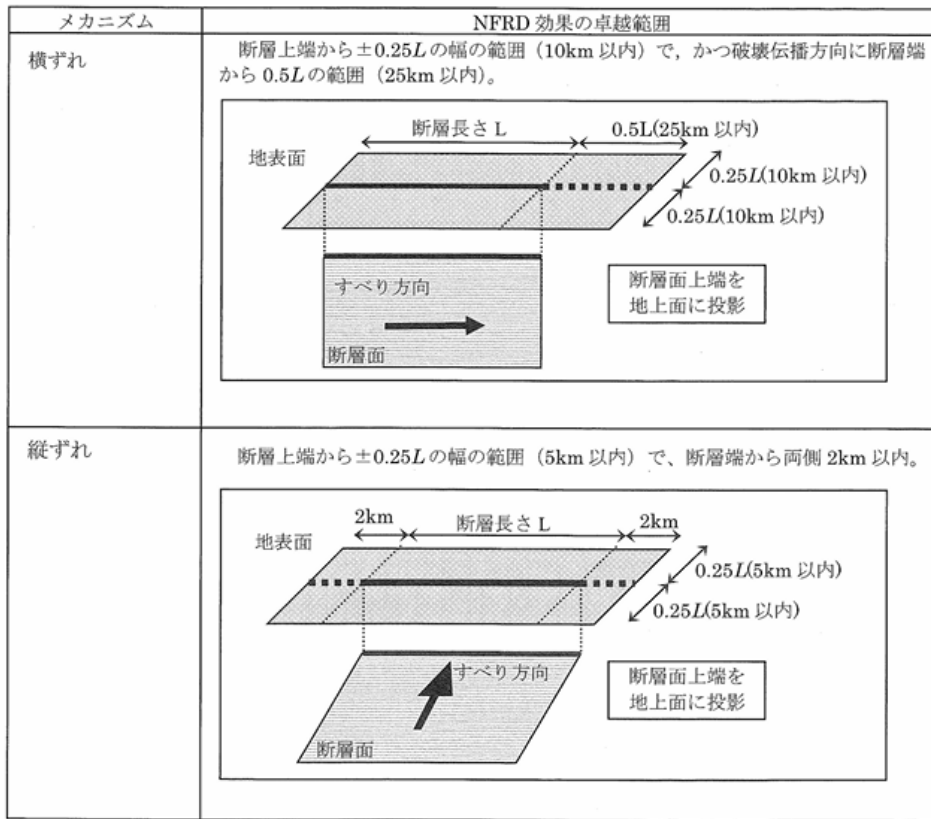 メカニズム
NFRD 効果の卓越範囲
横ずれ
断層上端から±0.25Lの幅の範囲（10km 以内）で，かつ破壊伝播方向に断層端
から 0.5Lの範囲（25km 以内）。
断層長さ L
0.5L(25km 以内)
地表面
0.25L(10km 以内)
0.25L(10km 以内)
すべり方向
断層面
断層面上端を
地上面に投影
縦ずれ
断層上端から±0.25Lの幅の範囲（5km 以内）で、断層端から両側 2km 以内。
2km
断層長さ L
2km
地表面
0.25L(5km 以内)
0.25L(5km 以内)
すべり方向
断層面
断層面上端を
地上面に投影